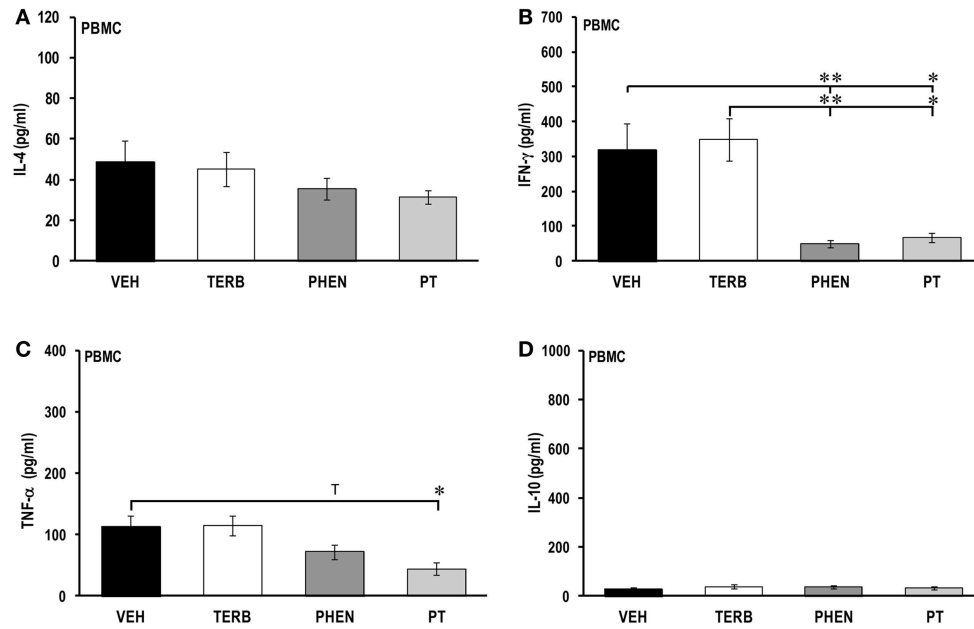 A
PBMC
IL-4 (pg/ml)
120
100
80
60
40
20
0
VEH TERB PHEN PT
B
PBMC
IFN-γ (pg/ml)
700
600
500
400
300
200
100
0
** *
** *
VEH TERB PHEN PT
C
PBMC
TNF-α (pg/ml)
400
300
200
100
0
T *
VEH TERB PHEN PT
D
PBMC
IL-10 (pg/ml)
1000
800
600
400
200
0
VEH TERB PHEN PT